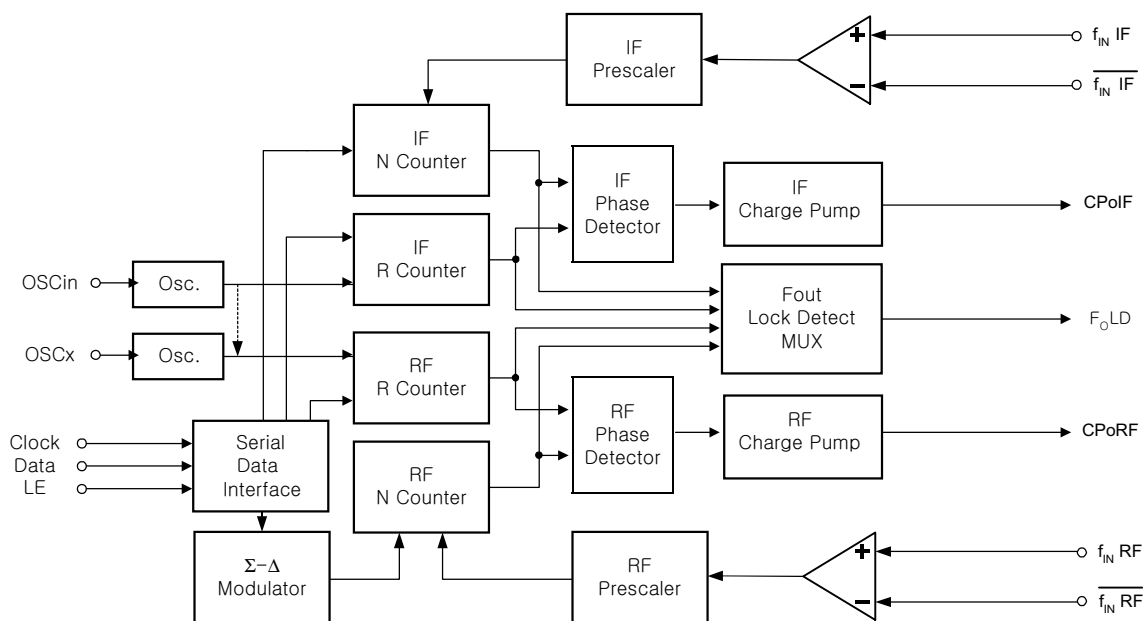 IF
Prescaler
+
−
f_IN IF
f_IN IF
IF
N Counter
IF
Phase
Detector
IF
Charge Pump
CPoIF
IF
R Counter
OSCin
Osc.
Fout
Lock Detect
MUX
F_OLD
OSCx
Osc.
RF
R Counter
RF
Phase
Detector
RF
Charge Pump
CPoRF
Clock
Data
LE
Serial
Data
Interface
RF
N Counter
Σ−Δ
Modulator
RF
Prescaler
+
−
f_IN RF
f_IN RF